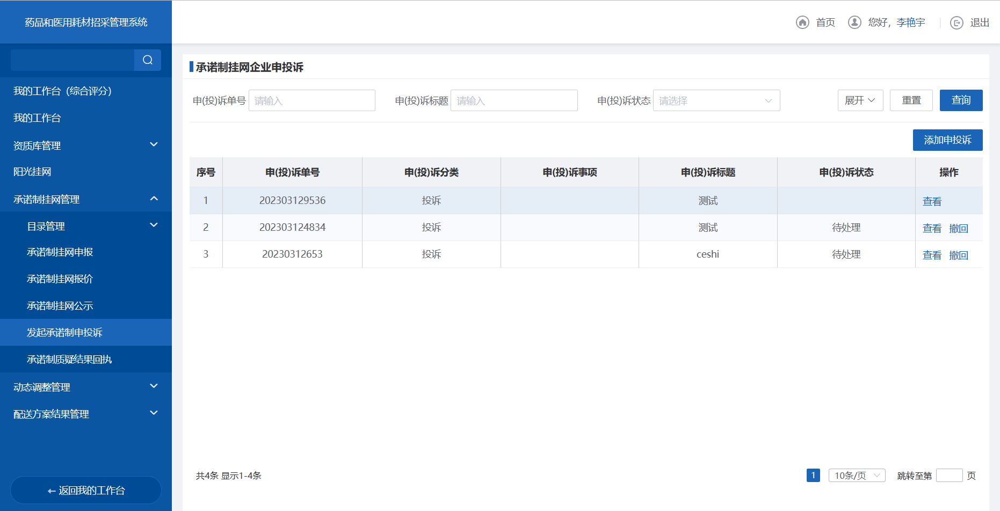 药品和医用耗材招采管理系统
首页 您好，李艳宇 退出
我的工作台（综合评分）
我的工作台
资质库管理
阳光挂网
承诺制挂网管理
目录管理
承诺制挂网申报
承诺制挂网报价
承诺制挂网公示
发起承诺制申投诉
承诺制质疑结果回执
动态调整管理
配送方案结果管理
返回我的工作台
承诺制挂网企业申投诉
申(投)诉单号 请输入 申(投)诉标题 请输入 申(投)诉状态 请选择 展开 重置 查询
添加申投诉
序号 申(投)诉单号 申(投)诉分类 申(投)诉事项 申(投)诉标题 申(投)诉状态 操作
1 202303129536 投诉 测试 查看
2 202303124834 投诉 测试 待处理 查看 撤回
3 20230312653 投诉 ceshi 待处理 查看 撤回
共4条 显示1-4条 1 10条/页 跳转至第 页